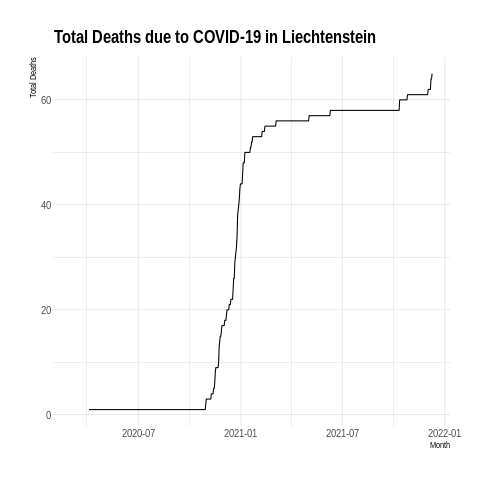 Total Deaths due to COVID-19 in Liechtenstein
Total Deaths
60
40
20
0
2020-07
2021-01
2021-07
2022-01
Month